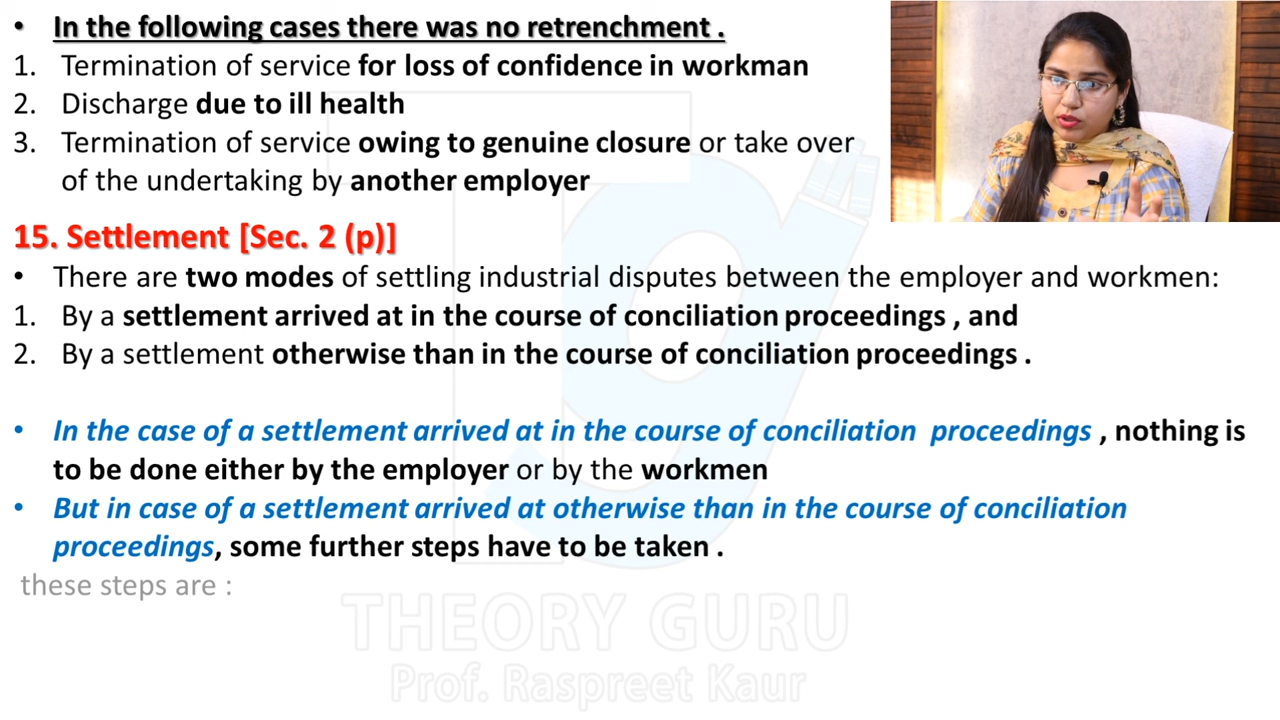 • In the following cases there was no retrenchment .
1. Termination of service for loss of confidence in workman
2. Discharge due to ill health
3. Termination of service owing to genuine closure or take over
of the undertaking by another employer
15. Settlement [Sec. 2 (p)]
• There are two modes of settling industrial disputes between the employer and workmen:
1. By a settlement arrived at in the course of conciliation proceedings , and
2. By a settlement otherwise than in the course of conciliation proceedings .
• In the case of a settlement arrived at in the course of conciliation proceedings , nothing is
to be done either by the employer or by the workmen
• But in case of a settlement arrived at otherwise than in the course of conciliation
proceedings, some further steps have to be taken .
these steps are :
THEORY GURU
Prof. Raspreet Kaur